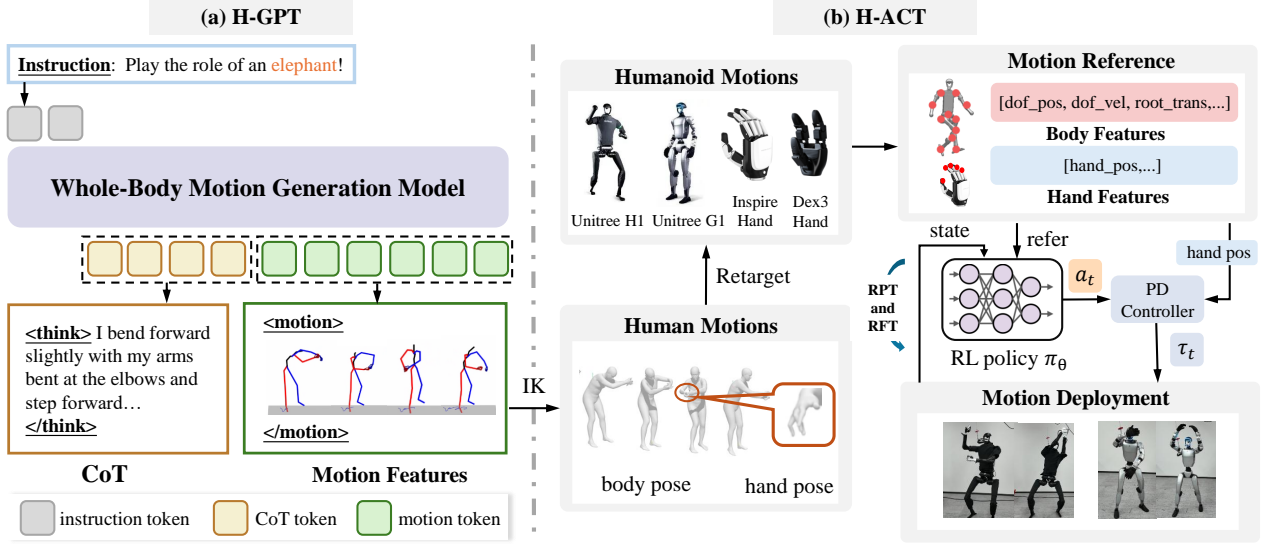 (a) H-GPT
Instruction: Play the role of an elephant!
Whole-Body Motion Generation Model
<think> I bend forward
slightly with my arms
bent at the elbows and
step forward…
</think>
CoT
<motion>
</motion>
Motion Features
instruction token
CoT token
motion token
IK
(b) H-ACT
Humanoid Motions
Unitree H1
Unitree G1
Inspire
Hand
Dex3
Hand
Retarget
Human Motions
body pose
hand pose
Motion Reference
[dof_pos, dof_vel, root_trans,...]
Body Features
[hand_pos,...]
Hand Features
state
refer
hand pos
RPT
and
RFT
a_t
PD
Controller
RL policy π_θ
τ_t
Motion Deployment